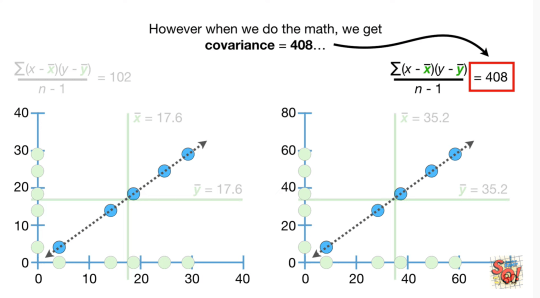 However when we do the math, we get
covariance = 408…
∑(x - x̅)(y - y̅)
n - 1
= 102
∑(x - x̅)(y - y̅)
n - 1
= 408
40
30
20
10
0
x̅ = 17.6
y̅ = 17.6
0 10 20 30 40
80
60
40
20
0
x̅ = 35.2
y̅ = 35.2
0 20 40 60
SQ!